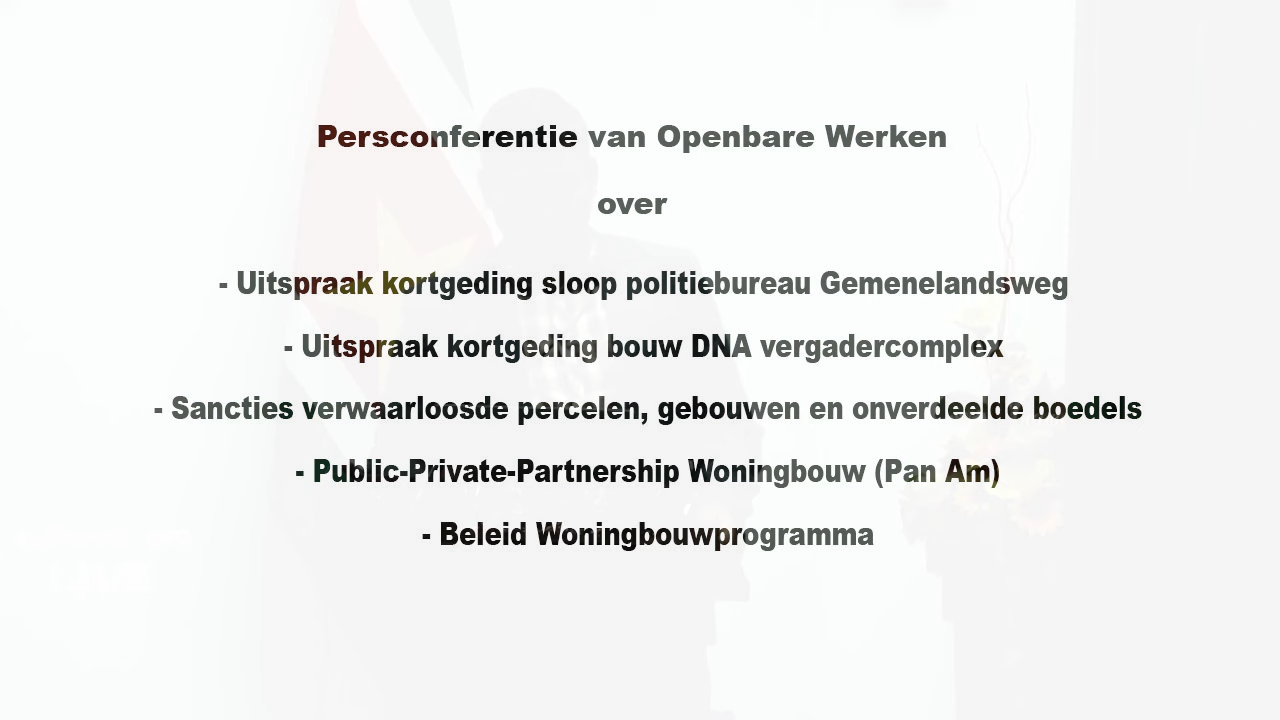 Persconferentie van Openbare Werken
over
- Uitspraak kortgeding sloop politiebureau Gemenelandsweg
- Uitspraak kortgeding bouw DNA vergadercomplex
- Sancties verwaarloosde percelen, gebouwen en onverdeelde boedels
- Public-Private-Partnership Woningbouw (Pan Am)
- Beleid Woningbouwprogramma